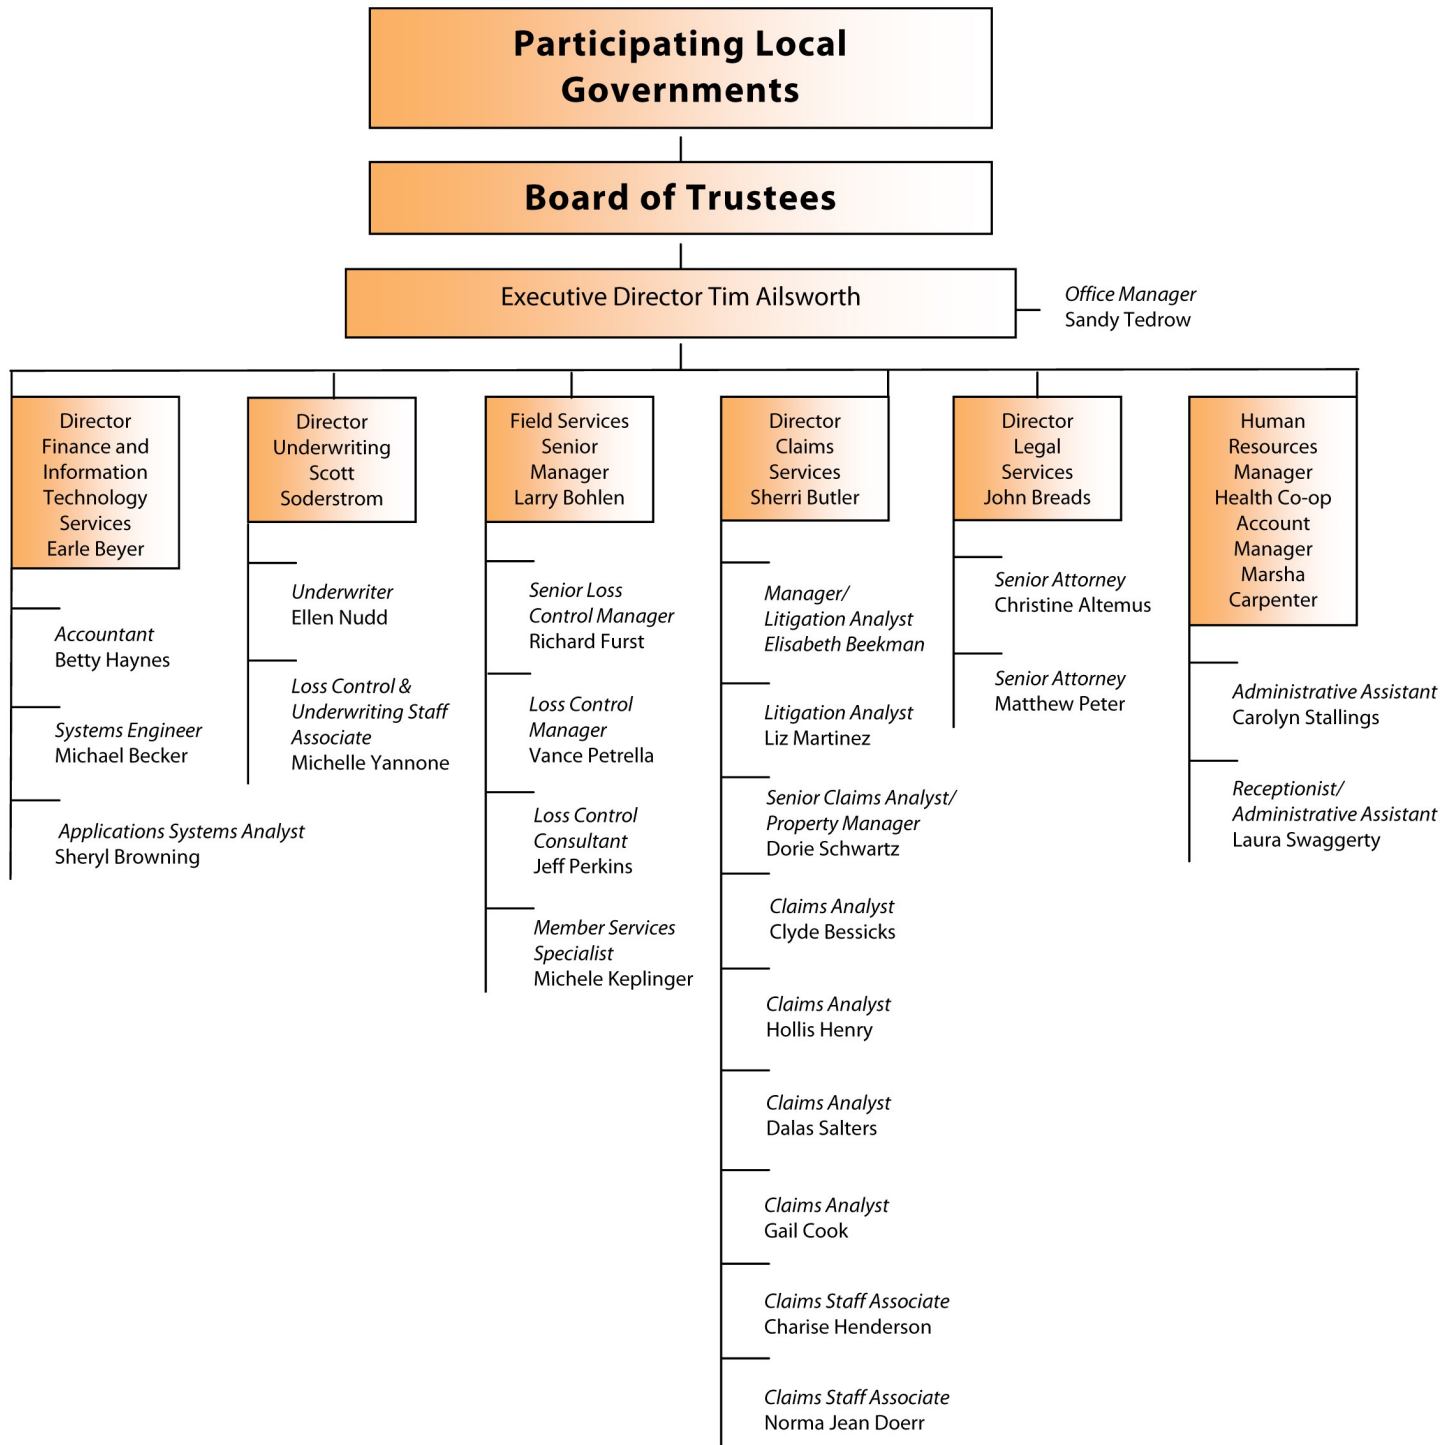 Participating Local
Governments
Board of Trustees
Executive Director Tim Ailsworth
Office Manager
Sandy Tedrow
Director
Finance and
Information
Technology
Services
Earle Beyer
Accountant
Betty Haynes
Systems Engineer
Michael Becker
Applications Systems Analyst
Sheryl Browning
Director
Underwriting
Scott
Soderstrom
Underwriter
Ellen Nudd
Loss Control &
Underwriting Staff
Associate
Michelle Yannone
Field Services
Senior
Manager
Larry Bohlen
Senior Loss
Control Manager
Richard Furst
Loss Control
Manager
Vance Petrella
Loss Control
Consultant
Jeff Perkins
Member Services
Specialist
Michele Keplinger
Director
Claims
Services
Sherri Butler
Manager/
Litigation Analyst
Elisabeth Beekman
Litigation Analyst
Liz Martinez
Senior Claims Analyst/
Property Manager
Dorie Schwartz
Claims Analyst
Clyde Bessicks
Claims Analyst
Hollis Henry
Claims Analyst
Dalas Salters
Claims Analyst
Gail Cook
Claims Staff Associate
Charise Henderson
Claims Staff Associate
Norma Jean Doerr
Director
Legal
Services
John Breads
Senior Attorney
Christine Altemus
Senior Attorney
Matthew Peter
Human
Resources
Manager
Health Co-op
Account
Manager
Marsha
Carpenter
Administrative Assistant
Carolyn Stallings
Receptionist/
Administrative Assistant
Laura Swaggerty